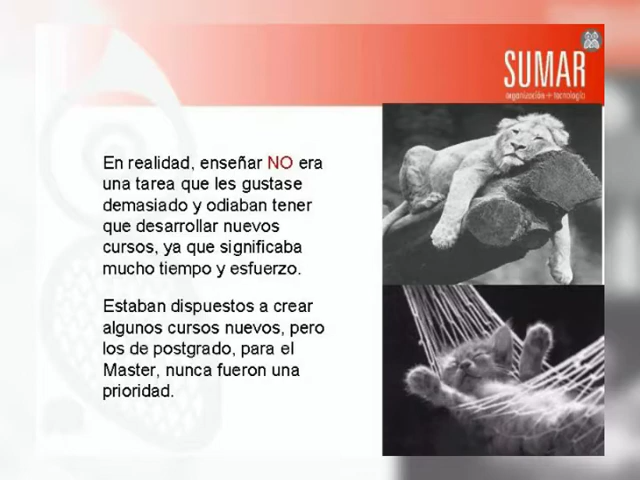 SUMAR
organización + tecnología
En realidad, enseñar NO era
una tarea que les gustase
demasiado y odiaban tener
que desarrollar nuevos
cursos, ya que significaba
mucho tiempo y esfuerzo.
Estaban dispuestos a crear
algunos cursos nuevos, pero
los de postgrado, para el
Master, nunca fueron una
prioridad.